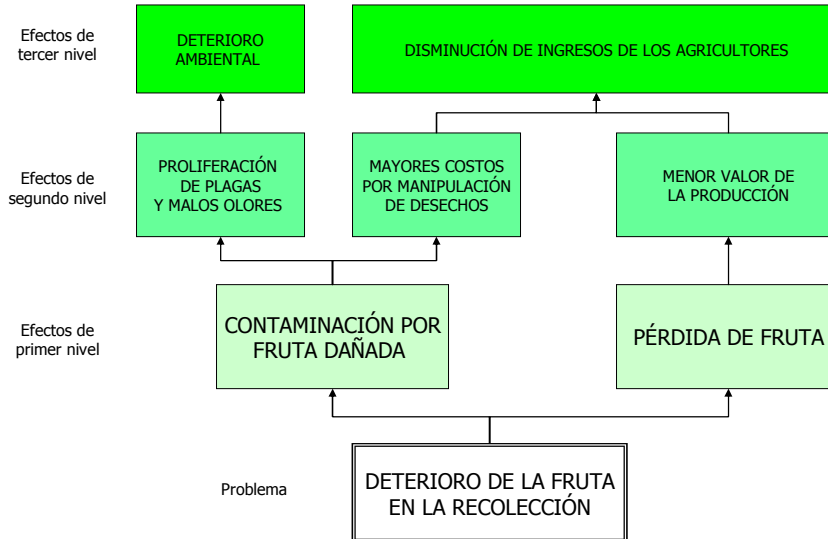 Efectos de
tercer nivel
DETERIORO
AMBIENTAL
DISMINUCIÓN DE INGRESOS DE LOS AGRICULTORES
Efectos de
segundo nivel
PROLIFERACIÓN
DE PLAGAS
Y MALOS OLORES
MAYORES COSTOS
POR MANIPULACIÓN
DE DESECHOS
MENOR VALOR DE
LA PRODUCCIÓN
Efectos de
primer nivel
CONTAMINACIÓN POR
FRUTA DAÑADA
PÉRDIDA DE FRUTA
Problema
DETERIORO DE LA FRUTA
EN LA RECOLECCIÓN